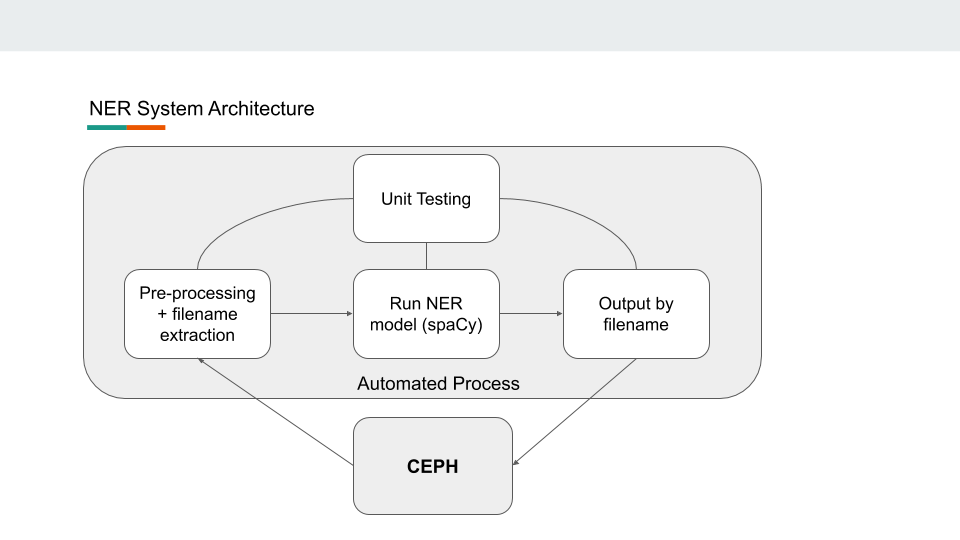 NER System Architecture
Unit Testing
Pre-processing
+ filename
extraction
Run NER
model (spaCy)
Output by
filename
Automated Process
CEPH